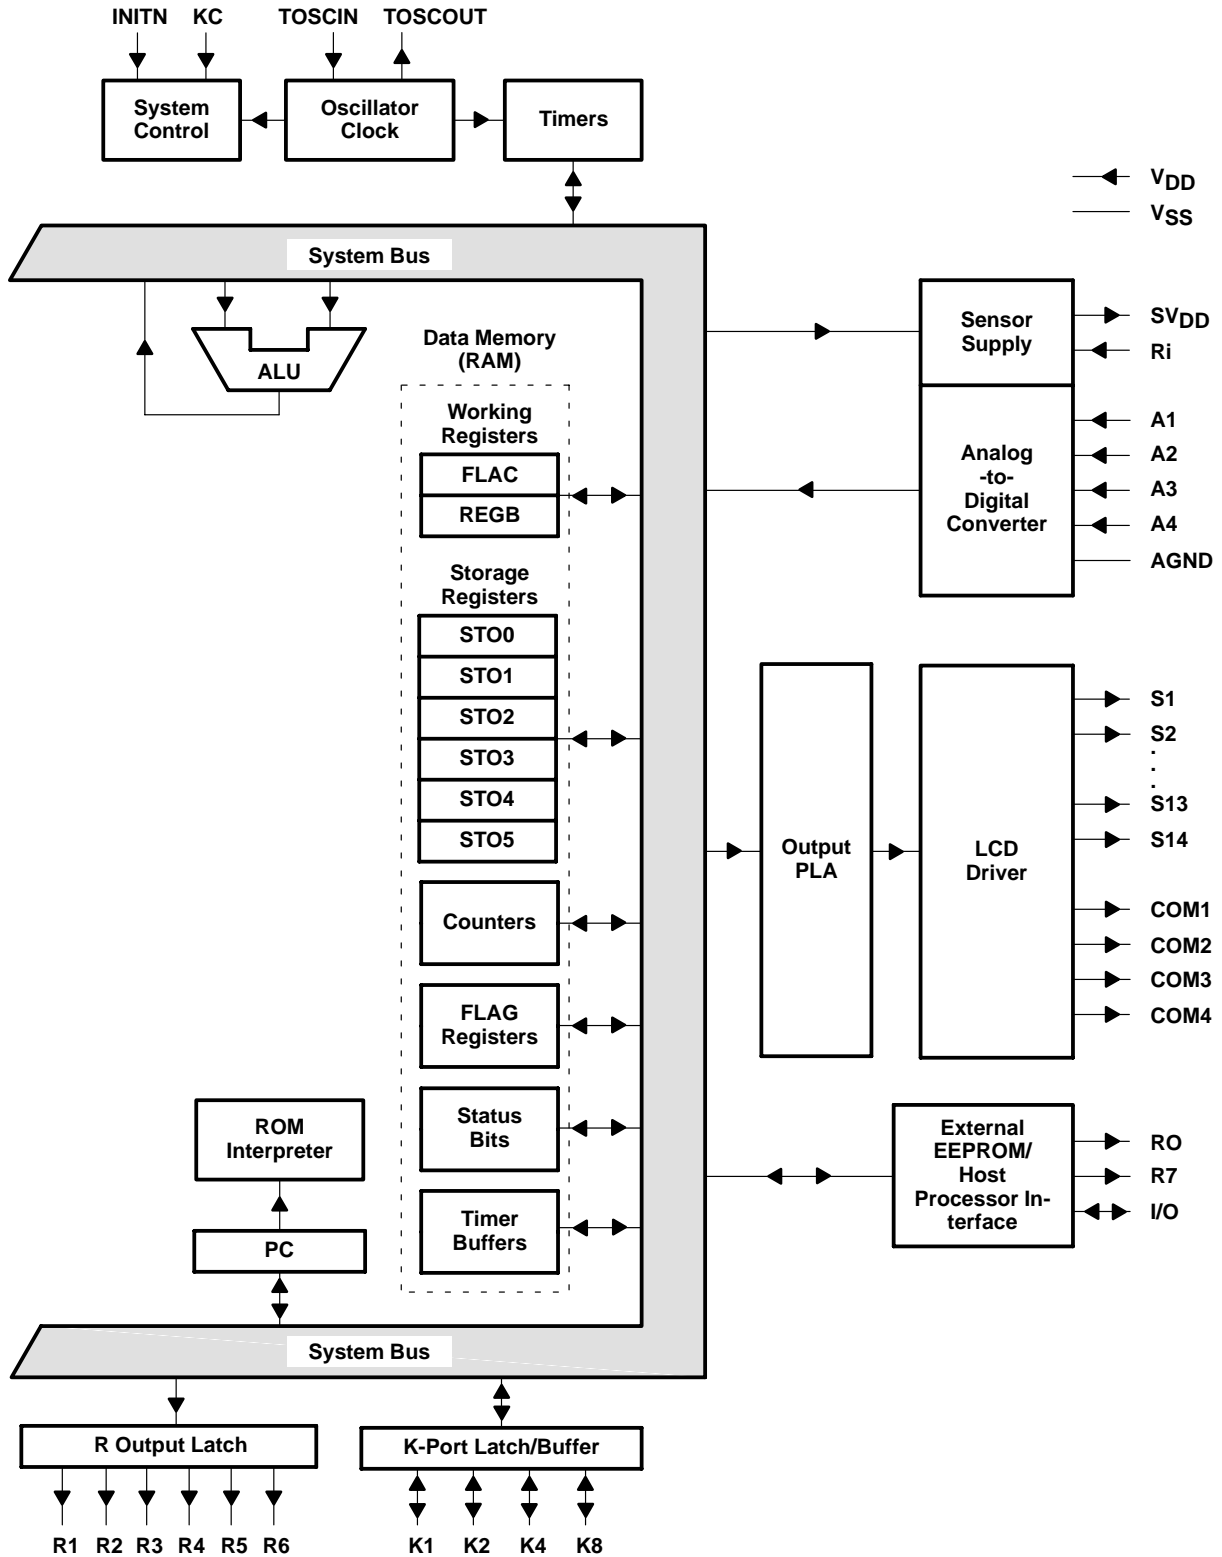 INITN KC TOSCIN TOSCOUT
System
Control
Oscillator
Clock
Timers
VDD
VSS
System Bus
ALU
Data Memory
(RAM)
Working
Registers
FLAC
REGB
Storage
Registers
STO0
STO1
STO2
STO3
STO4
STO5
Counters
FLAG
Registers
Status
Bits
Timer
Buffers
ROM
Interpreter
PC
Sensor
Supply
SVDD
Ri
Analog
-to-
Digital
Converter
A1
A2
A3
A4
AGND
Output
PLA
LCD
Driver
S1
S2
.
.
.
S13
S14
COM1
COM2
COM3
COM4
External
EEPROM/
Host
Processor In-
terface
RO
R7
I/O
System Bus
R Output Latch
K-Port Latch/Buffer
R1 R2 R3 R4 R5 R6 K1 K2 K4 K8